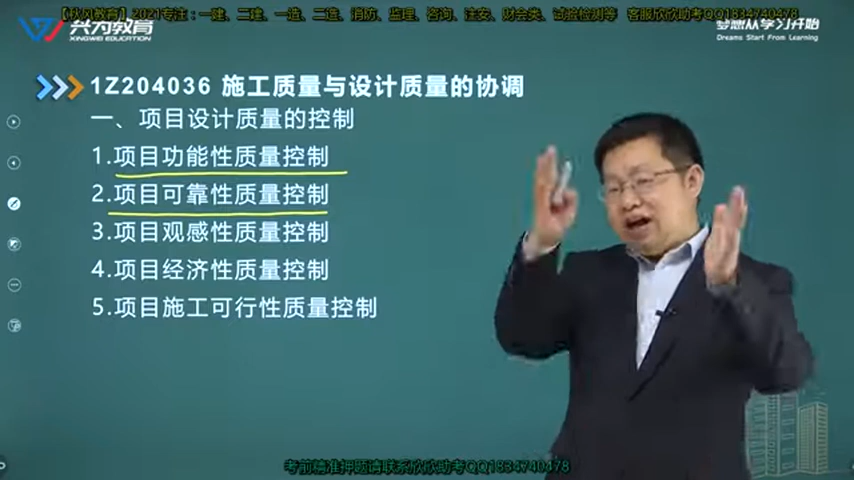 【秋风教育】2021专注：一建、二建、一造、二造、消防、监理、咨询、注安、财会类、试验检测等 客服欣欣助考QQ1834740478
兴为教育
XINGWEI EDUCATION
梦想从学习开始
Dreams Start From Learning
1Z204036 施工质量与设计质量的协调
一、项目设计质量的控制
1.项目功能性质量控制
2.项目可靠性质量控制
3.项目观感性质量控制
4.项目经济性质量控制
5.项目施工可行性质量控制
考前精准押题请联系欣欣助考QQ1834740478